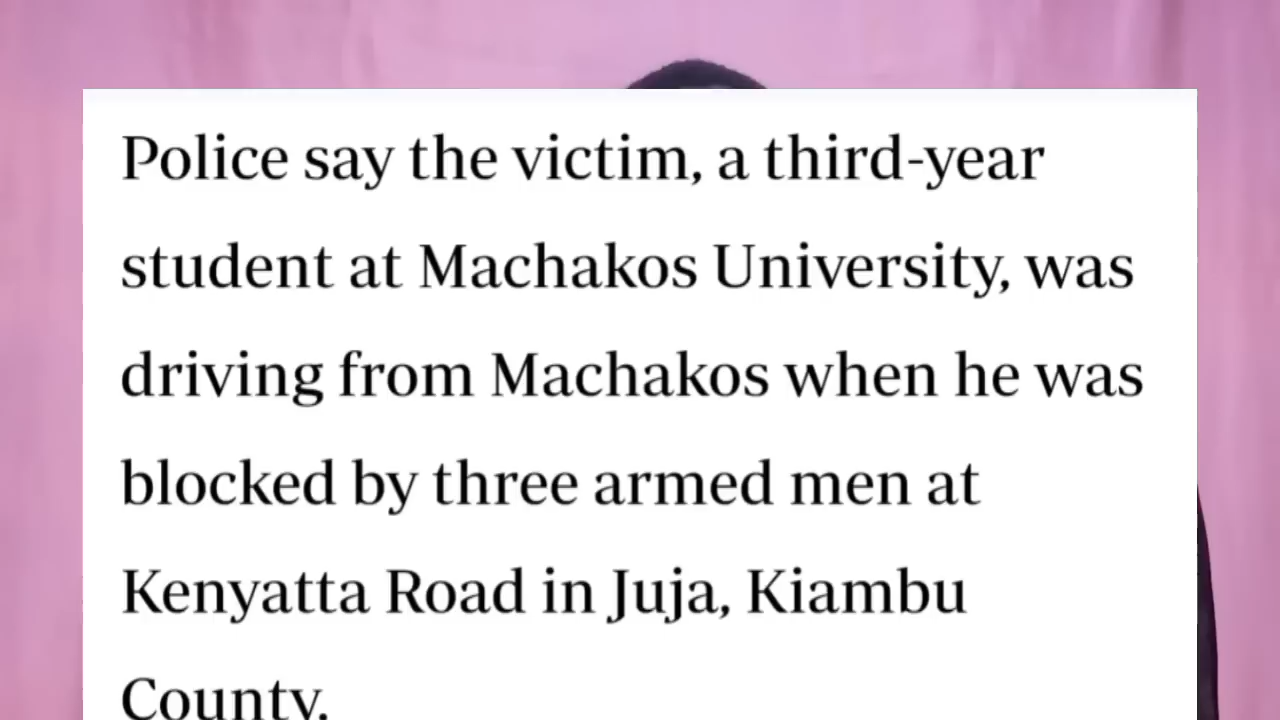 Police say the victim, a third-year
student at Machakos University, was
driving from Machakos when he was
blocked by three armed men at
Kenyatta Road in Juja, Kiambu
County.